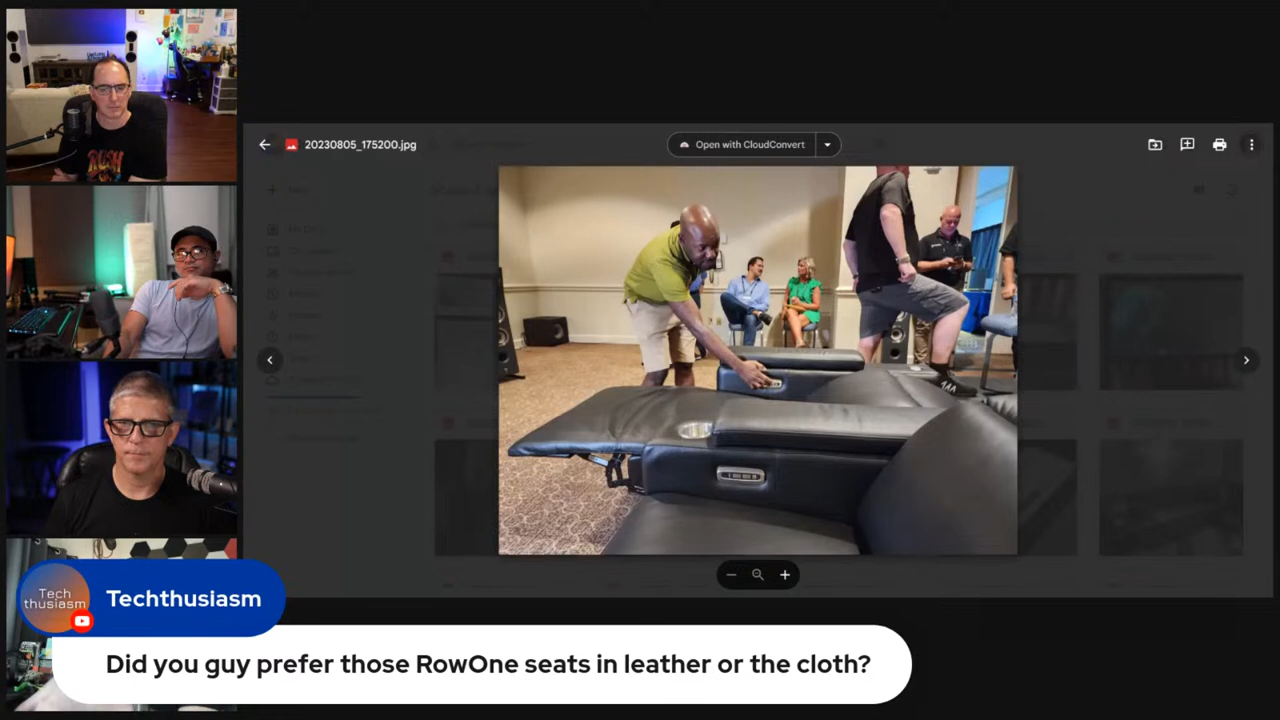 RUSH
20230805_175200.jpg
Open with CloudConvert
Tech
thusiasm
Techthusiasm
Did you guy prefer those RowOne seats in leather or the cloth?